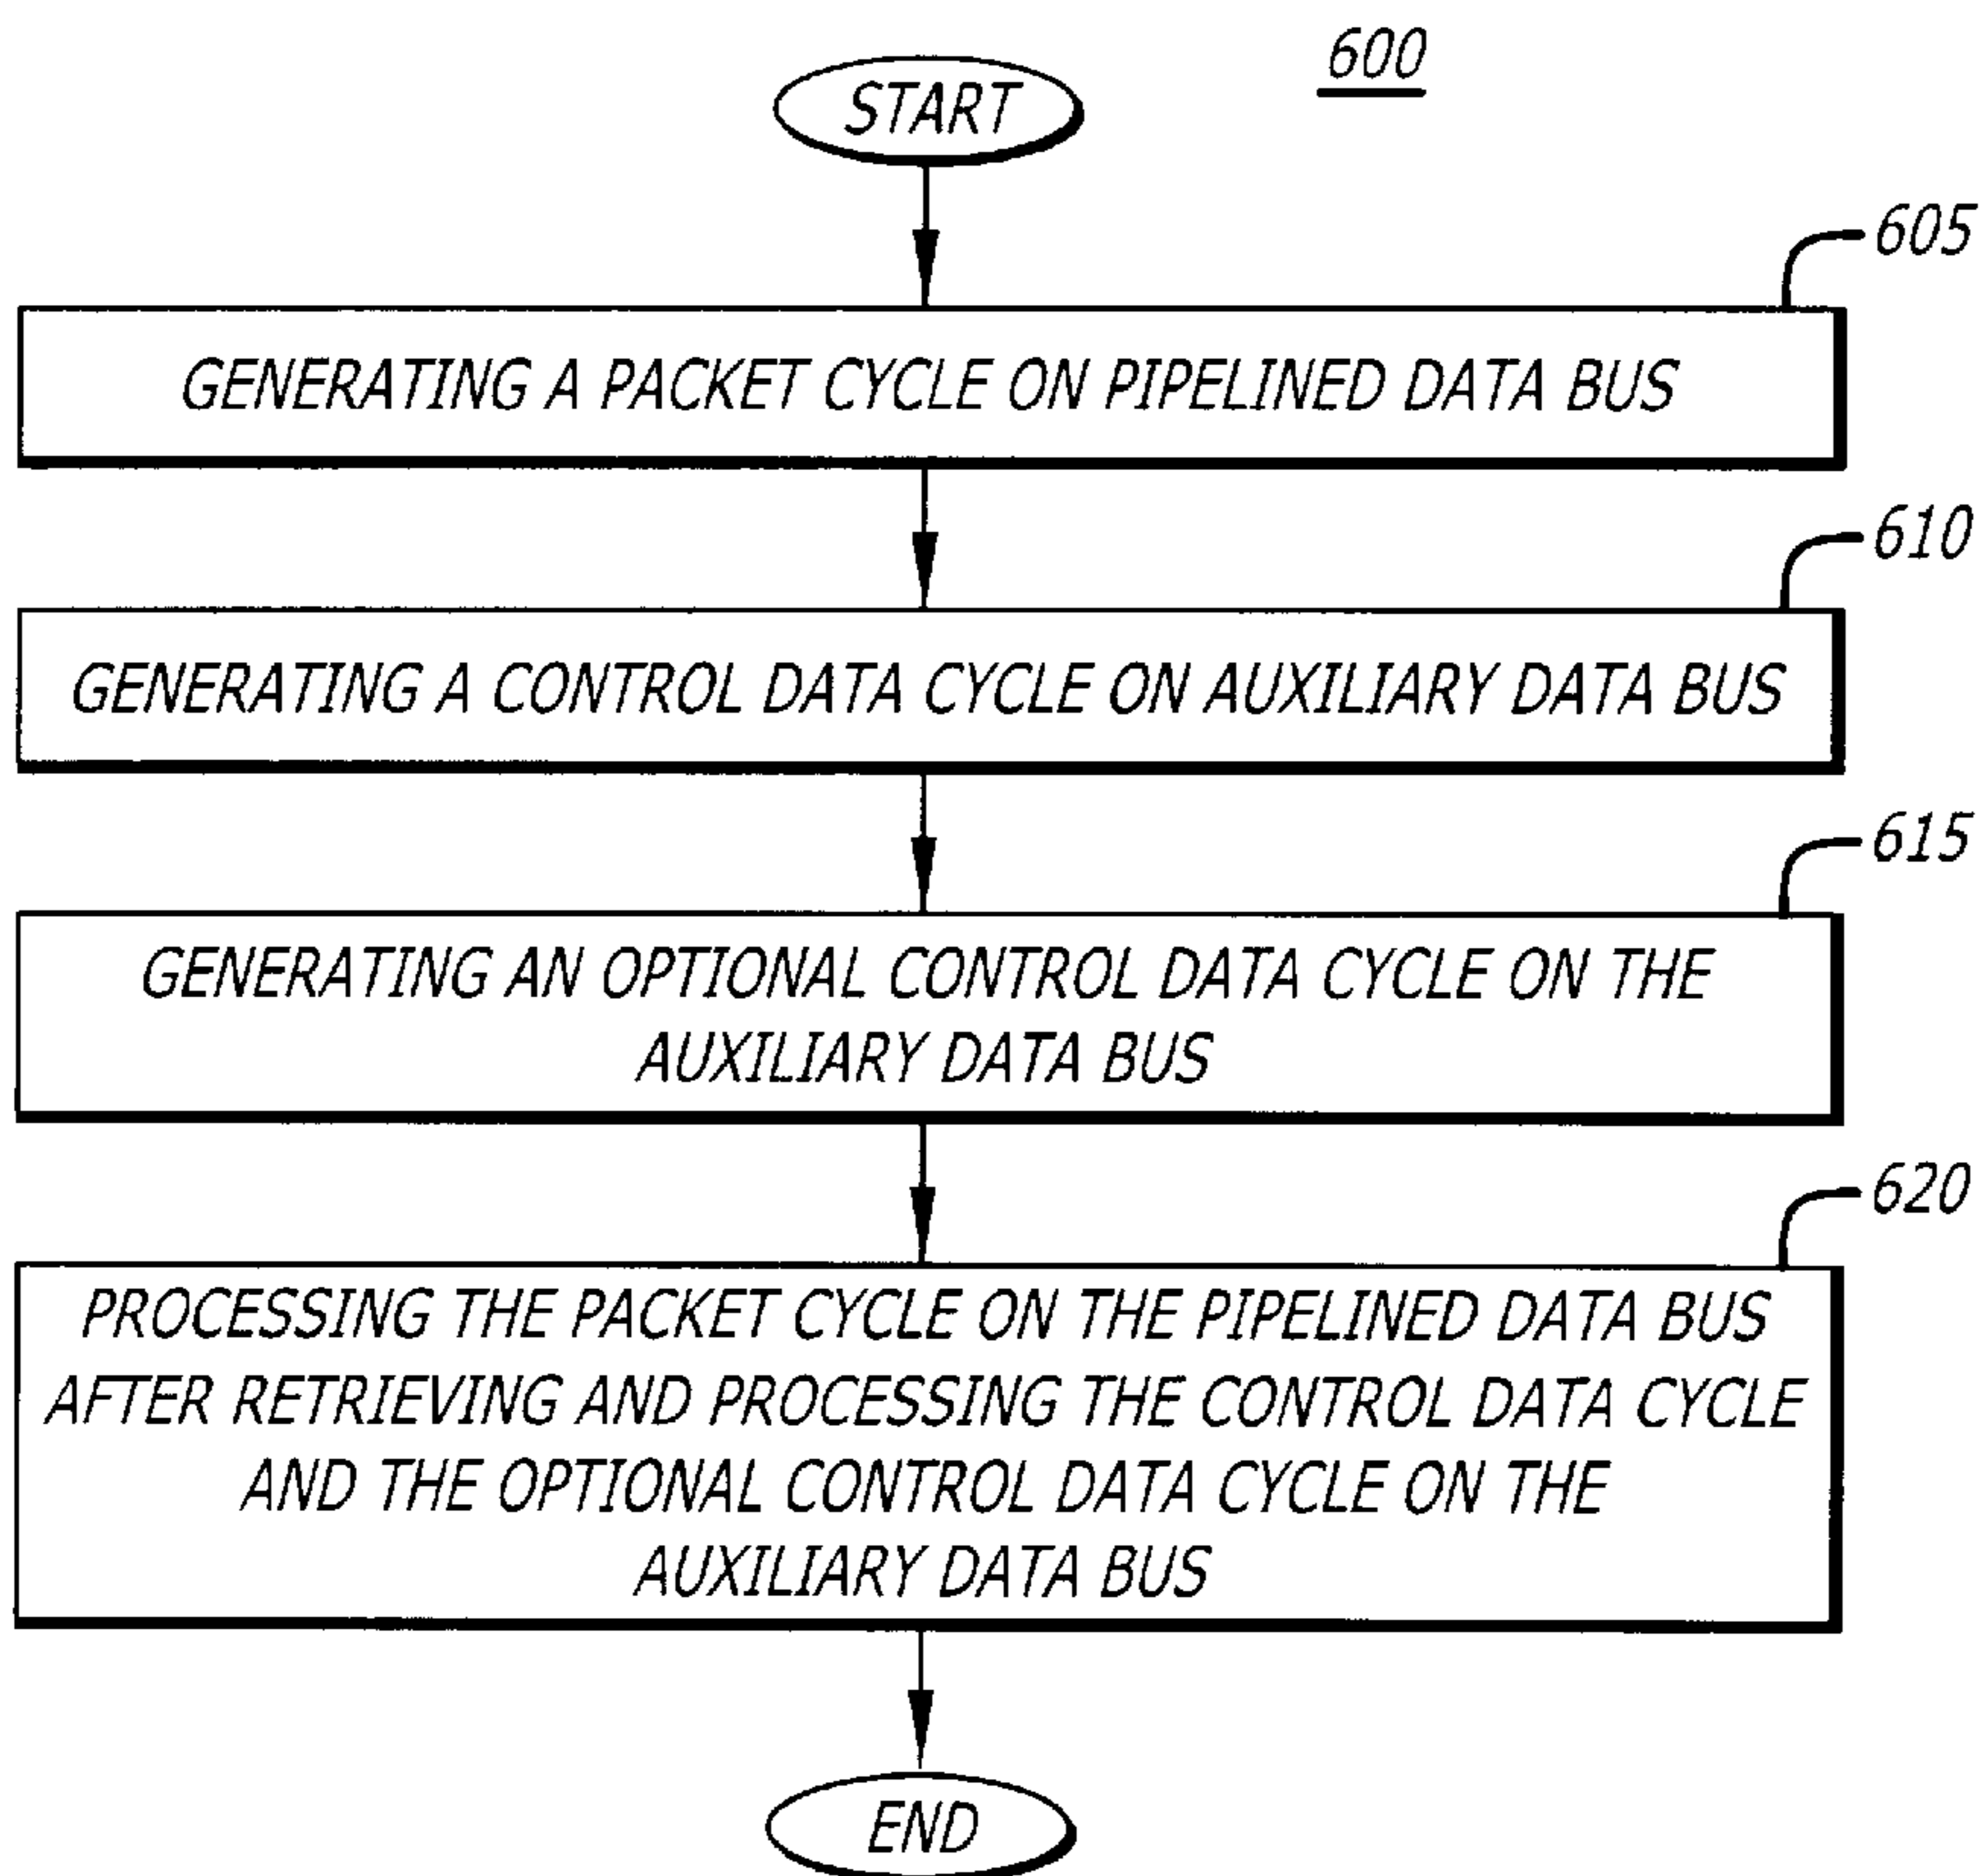 600
START
605
GENERATING A PACKET CYCLE ON PIPELINED DATA BUS
610
GENERATING A CONTROL DATA CYCLE ON AUXILIARY DATA BUS
615
GENERATING AN OPTIONAL CONTROL DATA CYCLE ON THE
AUXILIARY DATA BUS
620
PROCESSING THE PACKET CYCLE ON THE PIPELINED DATA BUS
AFTER RETRIEVING AND PROCESSING THE CONTROL DATA CYCLE
AND THE OPTIONAL CONTROL DATA CYCLE ON THE
AUXILIARY DATA BUS
END